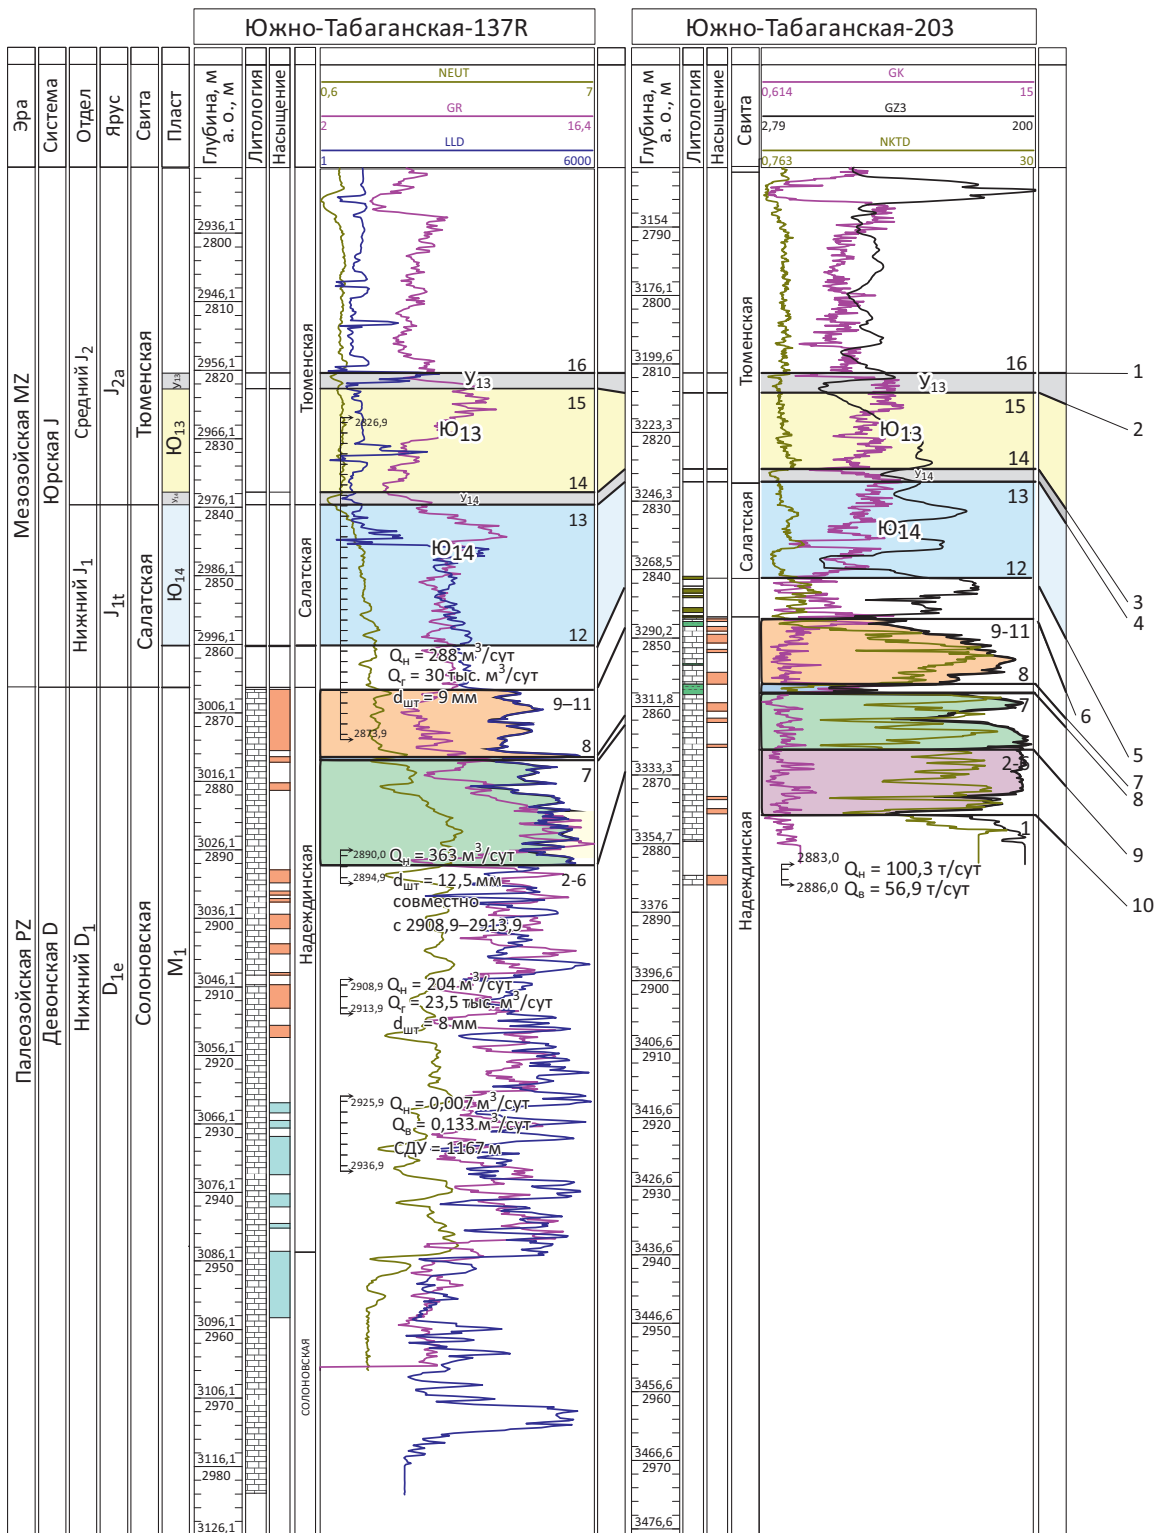 Южно-Табаганская-137R
Южно-Табаганская-203
Эра
Система
Отдел
Ярус
Свита
Пласт
Глубина, м
а. о., м
Литология
Насыщение
NEUT
0,6 7
GR
2 16,4
LLD
1 6000
Глубина, м
а. о., м
Литология
Насыщение
Свита
GK
0,614 15
GZ3
2,79 200
NKTD
0,763 30
Мезозойская MZ
Палеозойская PZ
Юрская J
Девонская D
Средний J2
Нижний J1
Нижний D1
J2a
J1t
D1e
Тюменская
Салатская
Солоновская
У13
Ю13
У14
Ю14
М1
2936,1
2800
2946,1
2810
2956,1
2820
2966,1
2830
2976,1
2840
2986,1
2850
2996,1
2860
3006,1
2870
3016,1
2880
3026,1
2890
3036,1
2900
3046,1
2910
3056,1
2920
3066,1
2930
3076,1
2940
3086,1
2950
3096,1
2960
3106,1
2970
3116,1
2980
3126,1
Тюменская
Салатская
Надеждинская
СОЛОНОВСКАЯ
16
У13
15
2826,9
Ю13
14
У14
13
Ю14
12
Qн = 288 м³/сут
Qг = 30 тыс. м³/сут
dшт = 9 мм
9–11
2873,9
8
7
2890,0
Qн = 363 м³/сут
2894,9
dшт = 12,5 мм
2-6
совместно
с 2908,9–2913,9
2908,9
Qн = 204 м³/сут
2913,9
Qг = 23,5 тыс. м³/сут
dшт = 8 мм
2925,9
Qн = 0,007 м³/сут
Qв = 0,133 м³/сут
СДУ = 1167 м
2936,9
3154
2790
3176,1
2800
3199,6
2810
3223,3
2820
3246,3
2830
3268,5
2840
3290,2
2850
3311,8
2860
3333,3
2870
3354,7
2880
3376
2890
3396,6
2900
3406,6
2910
3416,6
2920
3426,6
2930
3436,6
2940
3446,6
2950
3456,6
2960
3466,6
2970
3476,6
Тюменская
Салатская
Надеждинская
16
У13
15
Ю13
14
У14
13
Ю14
12
9-11
8
7
2-6
1
2883,0
Qн = 100,3 т/сут
2886,0
Qв = 56,9 т/сут
1
2
3
4
6
5
7
8
9
10